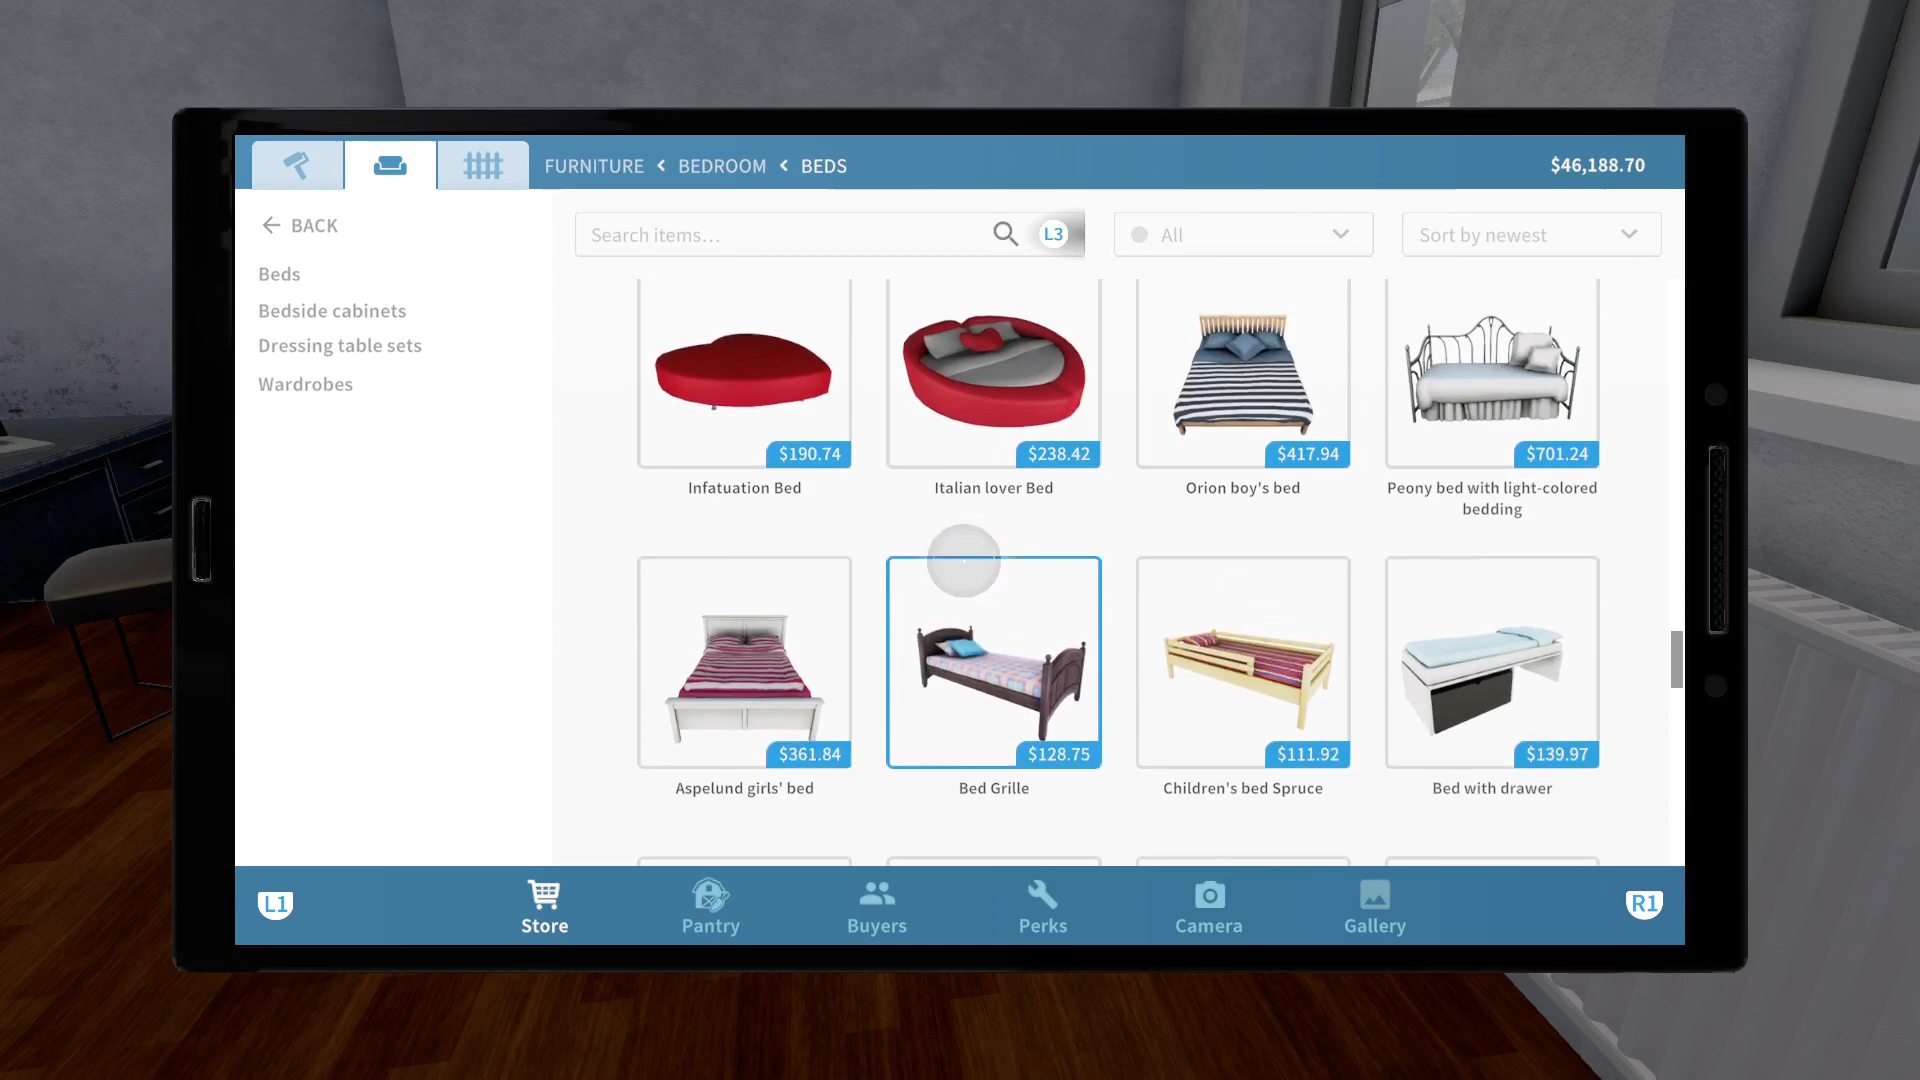 FURNITURE < BEDROOM < BEDS
$46,188.70
BACK
Search items...
L3
All
Sort by newest
Beds
Bedside cabinets
Dressing table sets
Wardrobes
$190.74
$238.42
$417.94
$701.24
Infatuation Bed
Italian lover Bed
Orion boy's bed
Peony bed with light-colored
bedding
$361.84
$128.75
$111.92
$139.97
Aspelund girls' bed
Bed Grille
Children's bed Spruce
Bed with drawer
L1
Store
Pantry
Buyers
Perks
Camera
Gallery
R1